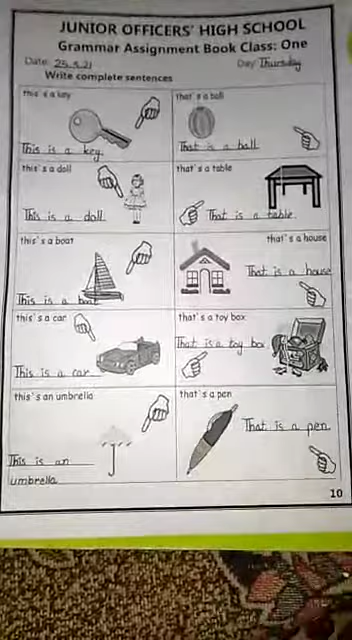 JUNIOR OFFICERS' HIGH SCHOOL
Grammar Assignment Book Class: One
Date: 25.5.21 Day: Thursday
Write complete sentences
this's a key
This is a key.
that's a ball
That is a ball.
this's a doll
This is a doll.
that's a table
That is a table.
this's a boat
This is a boat
that's a house
That is a house
this's a car
This is a car
that's a toy box
That is a toy box
this's an umbrella
This is an
umbrella
that's a pen
That is a pen.
10